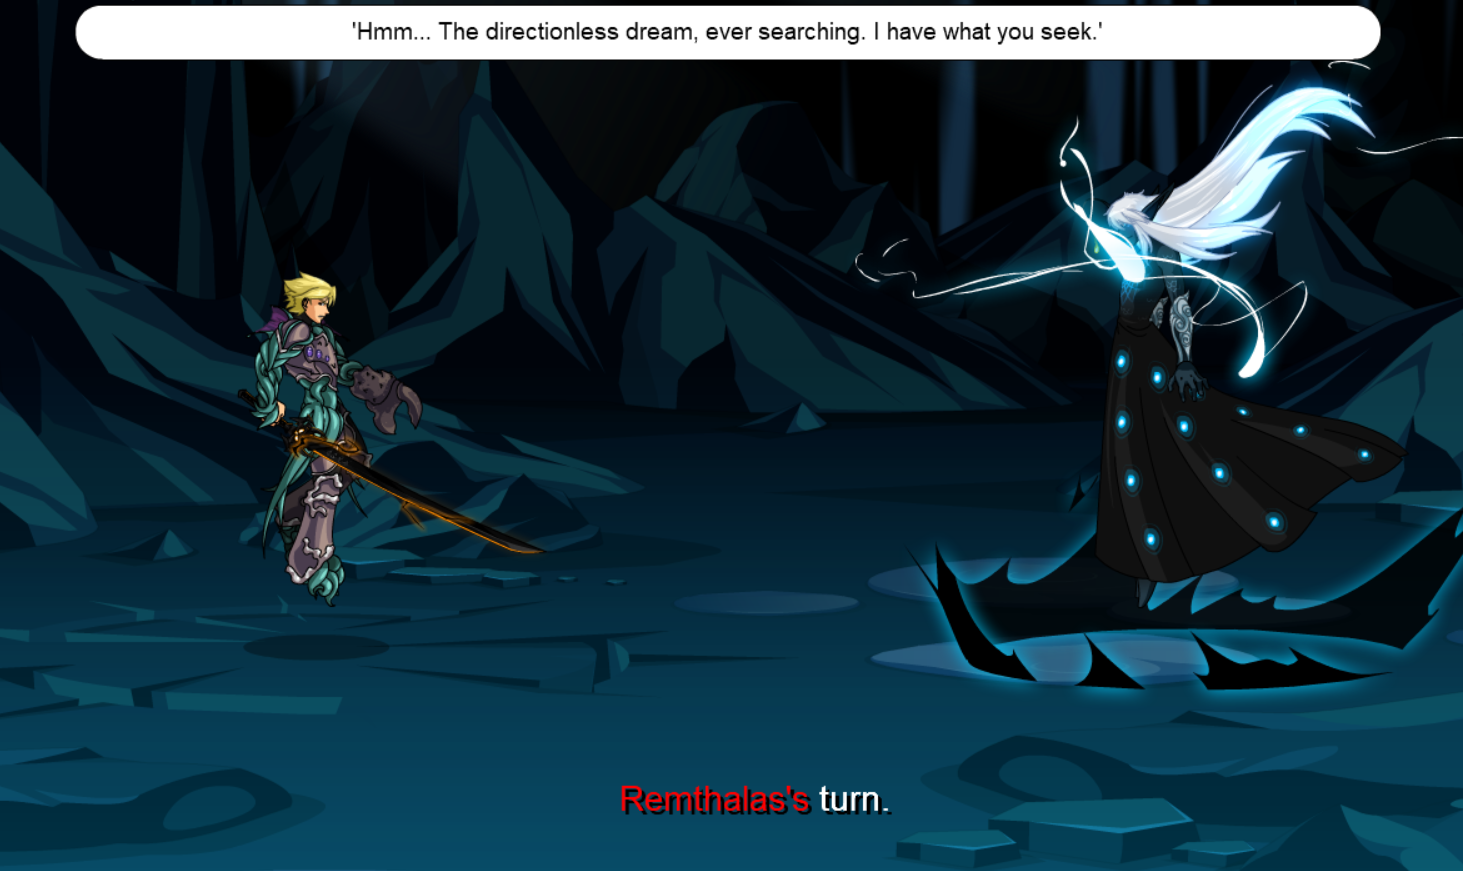 'Hmm... The directionless dream, ever searching. I have what you seek.'
Remthalas's turn.